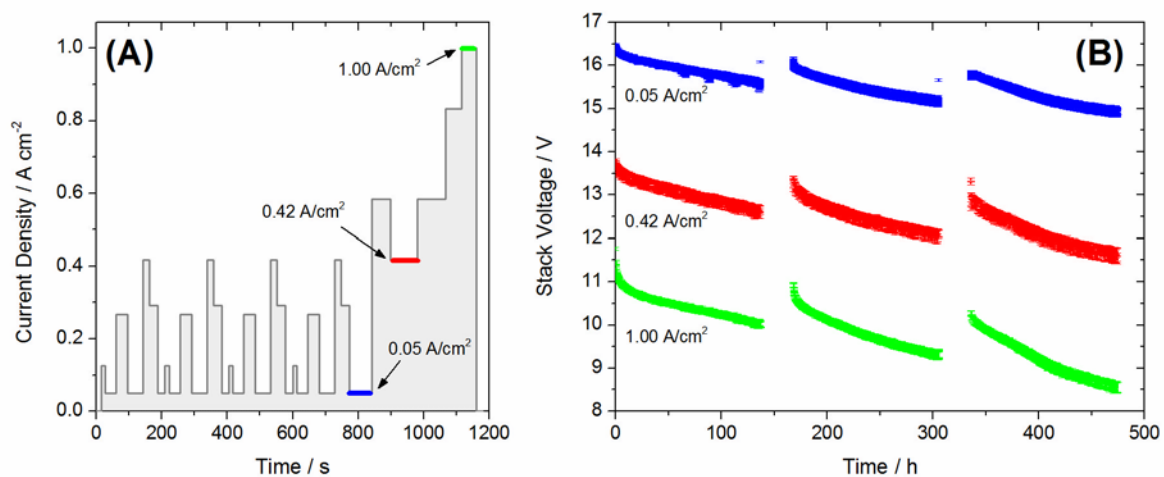 (A)
1.0
0.8
0.6
0.4
0.2
0.0
1.00 A/cm²
0.42 A/cm²
0.05 A/cm²
Current Density / A cm⁻²
0 200 400 600 800 1000 1200
Time / s
(B)
17
16
15
14
13
12
11
10
9
8
0.05 A/cm²
0.42 A/cm²
1.00 A/cm²
Stack Voltage / V
0 100 200 300 400 500
Time / h